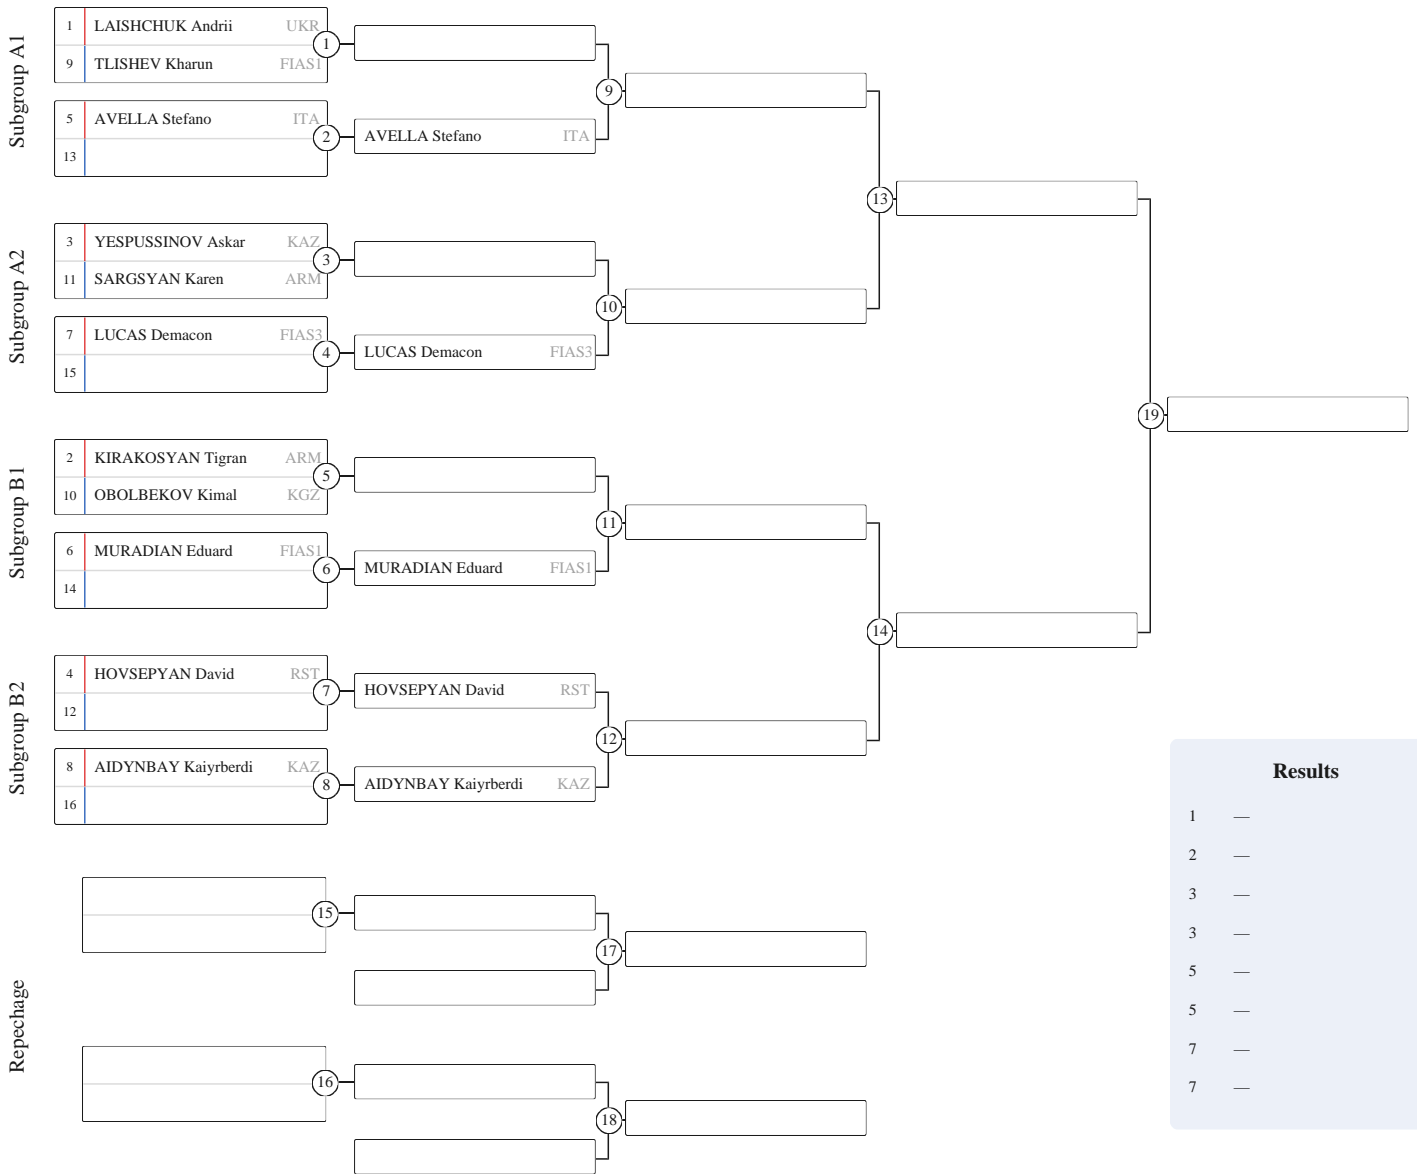 Subgroup A1
1 LAISHCHUK Andrii UKR
9 TLISHEV Kharun FIAS1
1
5 AVELLA Stefano ITA
13
2
AVELLA Stefano ITA
9
Subgroup A2
3 YESPUSSINOV Askar KAZ
11 SARGSYAN Karen ARM
3
7 LUCAS Demacon FIAS3
15
4
LUCAS Demacon FIAS3
10
13
Subgroup B1
2 KIRAKOSYAN Tigran ARM
10 OBOLBEKOV Kimal KGZ
5
6 MURADIAN Eduard FIAS1
14
6
MURADIAN Eduard FIAS1
11
Subgroup B2
4 HOVSEPYAN David RST
12
7
HOVSEPYAN David RST
8 AIDYNBAY Kaiyrberdi KAZ
16
8
AIDYNBAY Kaiyrberdi KAZ
12
14
19
Repechage
15
17
16
18
Results
1 —
2 —
3 —
3 —
5 —
5 —
7 —
7 —